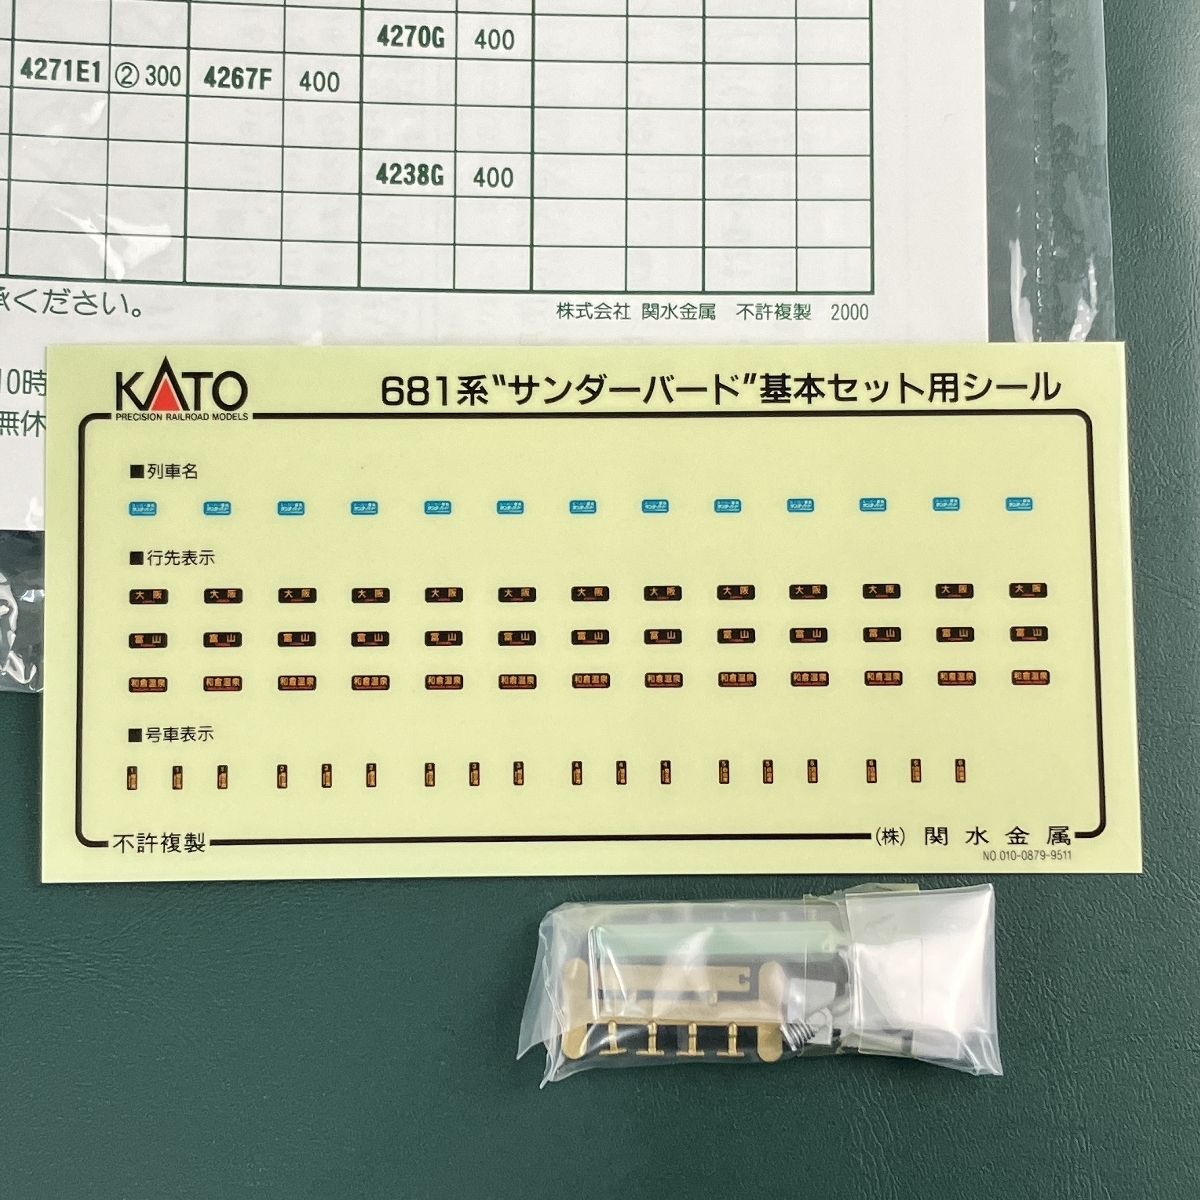 4270G 400
4271E1 ② 300 4267F 400
4238G 400
承ください。
株式会社 関水金属 不許複製 2000
10時
無休
KATO
PRECISION RAILROAD MODELS
681系"サンダーバード"基本セット用シール
■列車名
■行先表示
大阪 大阪 大阪 大阪 大阪 大阪 大阪 大阪 大阪 大阪 大阪 大阪 大阪
富山 富山 富山 富山 富山 富山 富山 富山 富山 富山 富山 富山 富山
和倉温泉 和倉温泉 和倉温泉 和倉温泉 和倉温泉 和倉温泉 和倉温泉 和倉温泉 和倉温泉 和倉温泉 和倉温泉 和倉温泉 和倉温泉
■号車表示
不許複製
(株) 関水金属
NO.010-0879-9511